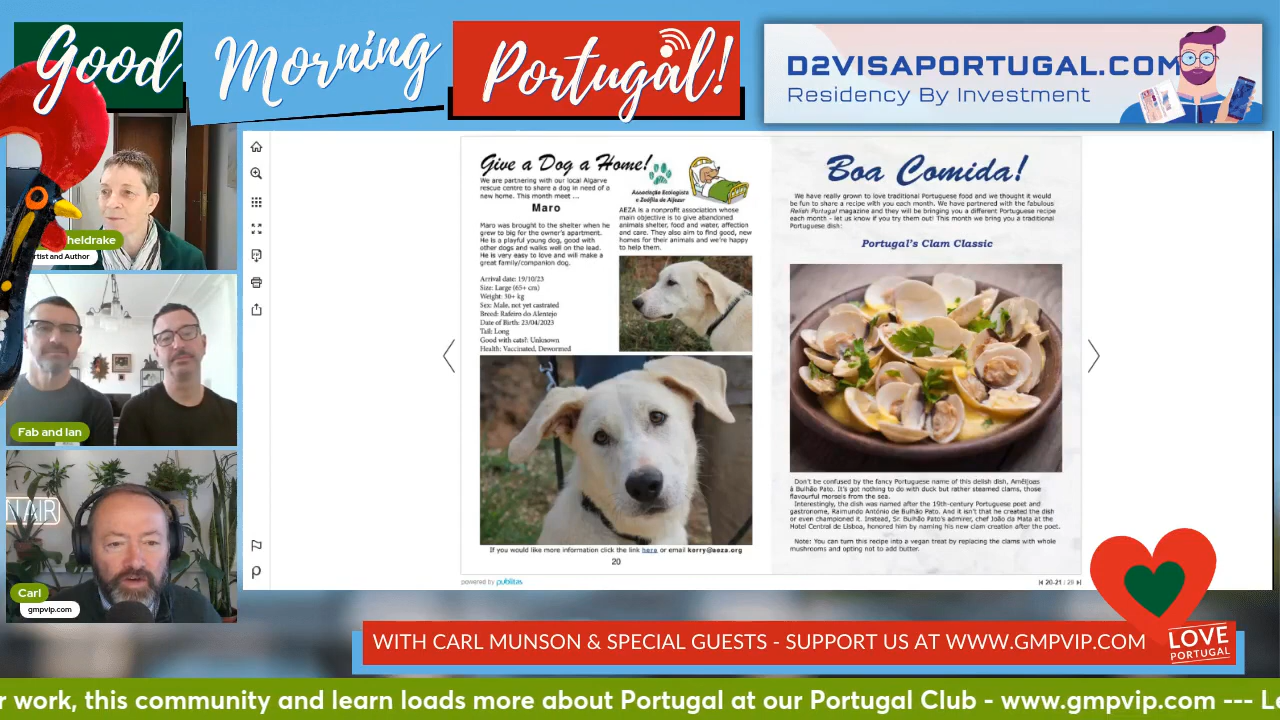 Good Morning Portugal!
D2VISAPORTUGAL.COM
Residency By Investment
heldrake
rtist and Author
Fab and Ian
NAIR
Carl
gmpvip.com
Give a Dog a Home!
We are partnering with our local Algarve
rescue centre to share a dog in need of a
new home. This month meet ...
Maro
Maro was brought to the shelter when he
grew to big for the owner's apartment.
He is a playful young dog, good with
other dogs and walks well on the lead.
He is very easy to love and will make a
great family/companion dog.
Arrival date: 19/10/23
Size: Large (65+ cm)
Weight: 30+ kg
Sex: Male, not yet castrated
Breed: Rafeiro do Alentejo
Date of Birth: 23/04/2023
Tail: Long
Good with cats?: Unknown
Health: Vaccinated, Dewormed
Associação Ecologista
e Zoófila de Aljezur
AEZA is a nonprofit association whose
main objective is to give abandoned
animals shelter, food and water, affection
and care. They also aim to find good, new
homes for their animals and we're happy
to help them.
If you would like more information click the link here or email kerry@aeza.org
20
Boa Comida!
We have really grown to love traditional Portuguese food and we thought it would
be fun to share a recipe with you each month. We have partnered with the fabulous
Relish Portugal magazine and they will be bringing you a different Portuguese recipe
each month - let us know if you try them out! This month we bring you a traditional
Portuguese dish:
Portugal's Clam Classic
Don't be confused by the fancy Portuguese name of this delish dish, Amêijoas
à Bulhão Pato. It's got nothing to do with duck but rather steamed clams, those
flavourful morsels from the sea.
Interestingly, the dish was named after the 19th-century Portuguese poet and
gastronome, Raimundo António de Bulhão Pato. And it isn't that he created the dish
or even championed it. Instead, Sr. Bulhão Pato's admirer, chef João da Mata at the
Hotel Central de Lisboa, honored him by naming his new clam creation after the poet.
Note: You can turn this recipe into a vegan treat by replacing the clams with whole
mushrooms and opting not to add butter.
powered by publitas
20-21 / 29
WITH CARL MUNSON & SPECIAL GUESTS - SUPPORT US AT WWW.GMPVIP.COM
LOVE
PORTUGAL
r work, this community and learn loads more about Portugal at our Portugal Club - www.gmpvip.com --- Lo